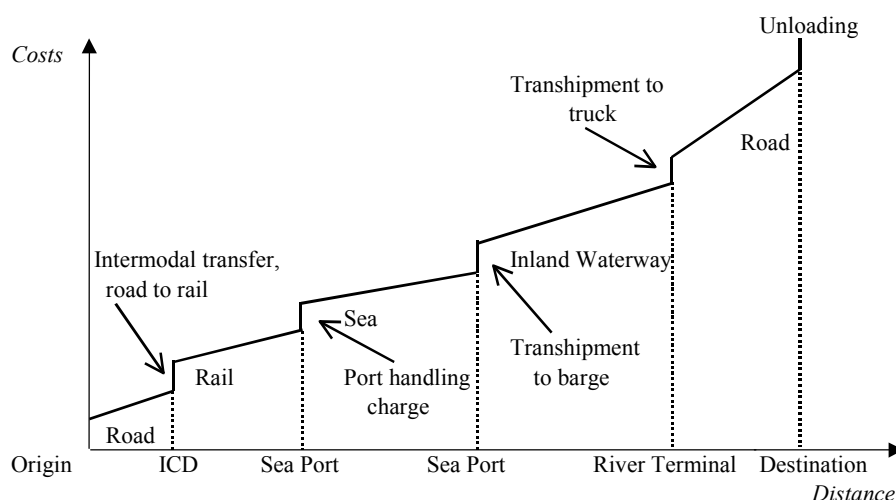 Unloading
Costs
Transhipment to
truck
Road
Intermodal transfer,
road to rail
Inland Waterway
Sea
Transhipment
to barge
Rail
Port handling
charge
Road
Origin
ICD
Sea Port
Sea Port
River Terminal
Destination
Distance